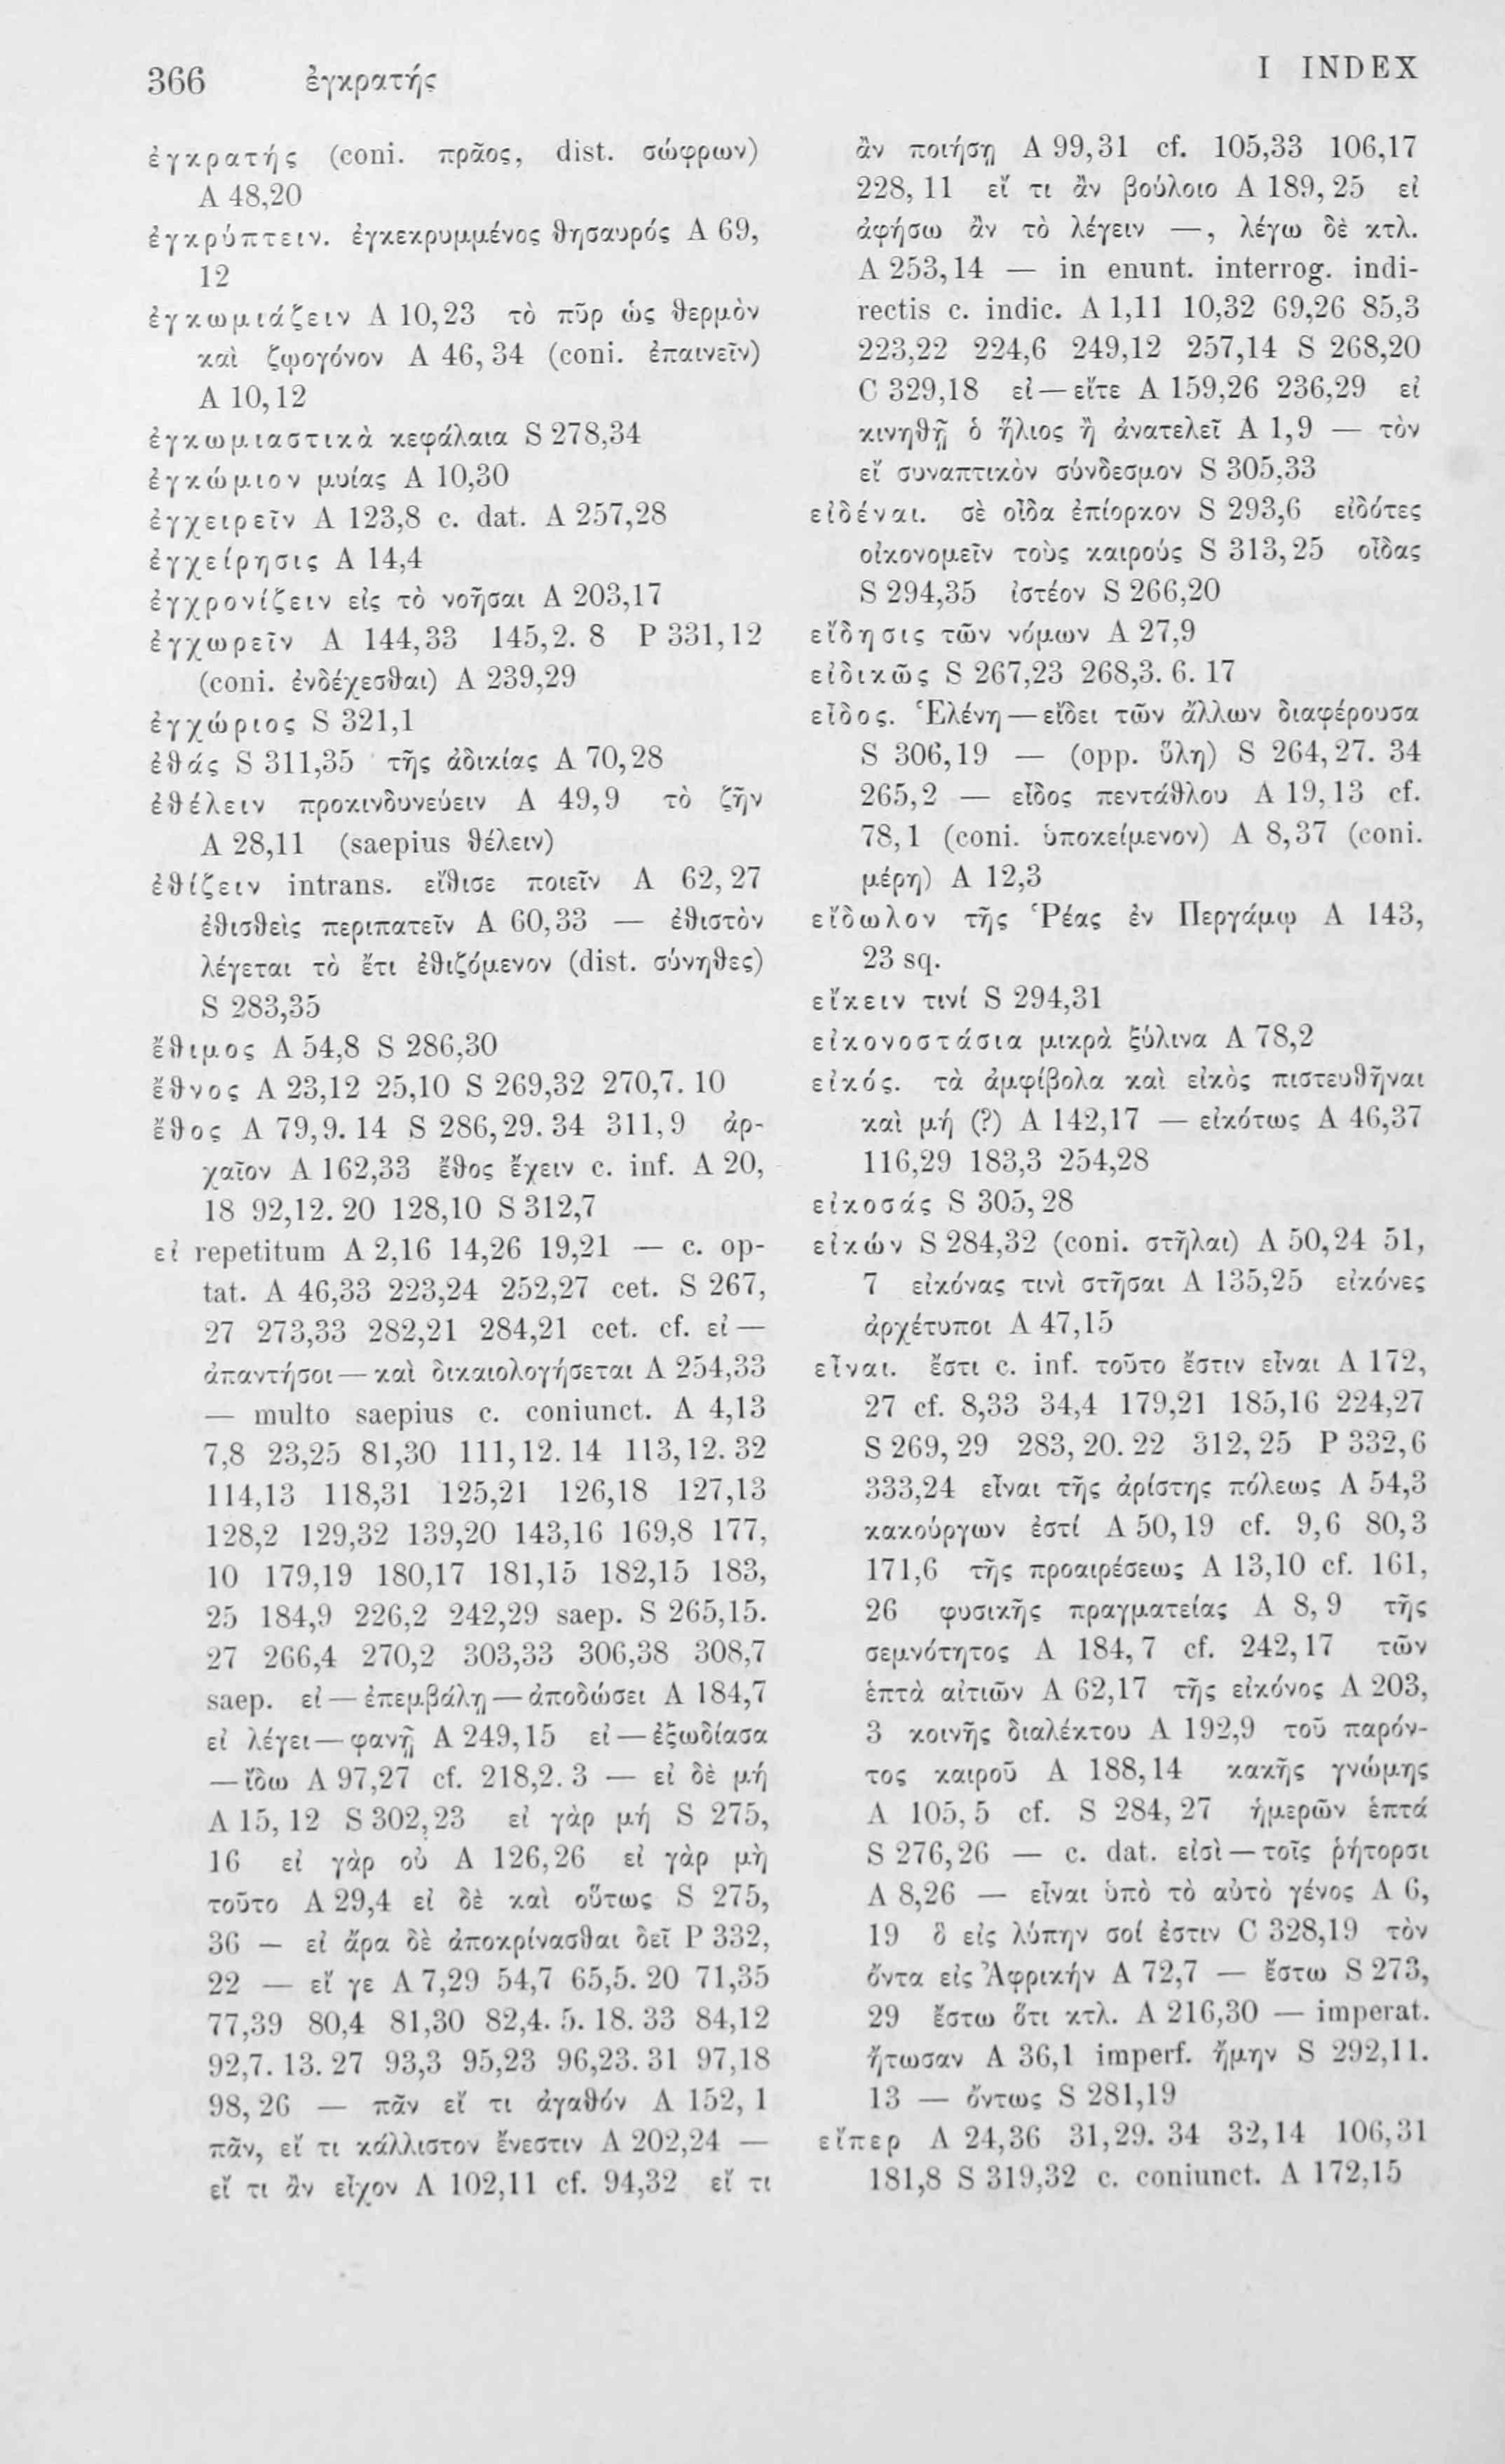 366 ἐγκρατής
I INDEX
ἐγκρατής (coni. πρᾶος, dist. σώφρων)
A 48,20
ἐγκρύπτειν. ἐγκεκρυμμένος θησαυρός A 69,
12
ἐγκωμιάζειν A 10,23 τὸ πῦρ ὡς θερμὸν
καὶ ζῳογόνον A 46,34 (coni. ἐπαινεῖν)
A 10,12
ἐγκωμιαστικὰ κεφάλαια S 278,34
ἐγκώμιον μυίας A 10,30
ἐγχειρεῖν A 123,8 c. dat. A 257,28
ἐγχείρησις A 14,4
ἐγχρονίζειν εἰς τὸ νοῆσαι A 203,17
ἐγχωρεῖν A 144,33 145,2. 8 P 331,12
(coni. ἐνδέχεσθαι) A 239,29
ἐγχώριος S 321,1
ἐθάς S 311,35 τῆς ἀδικίας A 70,28
ἐθέλειν προκινδυνεύειν A 49,9 τὸ ζῆν
A 28,11 (saepius θέλειν)
ἐθίζειν intrans. εἴθισε ποιεῖν A 62,27
ἐθισθεὶς περιπατεῖν A 60,33 — ἐθιστὸν
λέγεται τὸ ἔτι ἐθιζόμενον (dist. σύνηθες)
S 283,35
ἔθιμος A 54,8 S 286,30
ἔθνος A 23,12 25,10 S 269,32 270,7. 10
ἔθος A 79,9. 14 S 286,29. 34 311,9 ἀρ-
χαῖον A 162,33 ἔθος ἔχειν c. inf. A 20,
18 92,12. 20 128,10 S 312,7
εἰ repetitum A 2,16 14,26 19,21 — c. op-
tat. A 46,33 223,24 252,27 cet. S 267,
27 273,33 282,21 284,21 cet. cf. εἰ —
ἀπαντήσοι — καὶ δικαιολογήσεται A 254,33
— multo saepius c. coniunct. A 4,13
7,8 23,25 81,30 111,12. 14 113,12. 32
114,13 118,31 125,21 126,18 127,13
128,2 129,32 139,20 143,16 169,8 177,
10 179,19 180,17 181,15 182,15 183,
25 184,9 226,2 242,29 saep. S 265,15.
27 266,4 270,2 303,33 306,38 308,7
saep. εἰ — ἐπεμβάλῃ — ἀποδώσει A 184,7
εἰ λέγει — φανῇ A 249,15 εἰ — ἐξωδίασα
— ἴδω A 97,27 cf. 218,2. 3 — εἰ δὲ μή
A 15,12 S 302,23 εἰ γὰρ μή S 275,
16 εἰ γὰρ οὐ A 126,26 εἰ γὰρ μὴ
τοῦτο A 29,4 εἰ δὲ καὶ οὕτως S 275,
36 — εἰ ἄρα δὲ ἀποκρίνασθαι δεῖ P 332,
22 — εἴ γε A 7,29 54,7 65,5. 20 71,35
77,39 80,4 81,30 82,4. 5. 18. 33 84,12
92,7. 13. 27 93,3 95,23 96,23. 31 97,18
98,26 — πᾶν εἴ τι ἀγαθόν A 152,1
πᾶν, εἴ τι κάλλιστον ἔνεστιν A 202,24 —
εἴ τι ἂν εἶχον A 102,11 cf. 94,32 εἴ τι
ἂν ποιήσῃ A 99,31 cf. 105,33 106,17
228,11 εἴ τι ἂν βούλοιο A 189,25 εἰ
ἀφήσω ἂν τὸ λέγειν —, λέγω δὲ κτλ.
A 253,14 — in enunt. interrog. indi-
rectis c. indic. A 1,11 10,32 69,26 85,3
223,22 224,6 249,12 257,14 S 268,20
C 329,18 εἰ — εἴτε A 159,26 236,29 εἰ
κινηθῇ ὁ ἥλιος ἢ ἀνατελεῖ A 1,9 — τὸν
εἴ συναπτικὸν σύνδεσμον S 305,33
εἰδέναι. σὲ οἶδα ἐπίορκον S 293,6 εἰδότες
οἰκονομεῖν τοὺς καιρούς S 313,25 οἶδας
S 294,35 ἰστέον S 266,20
εἴδησις τῶν νόμων A 27,9
εἰδικῶς S 267,23 268,3. 6. 17
εἶδος. Ἑλένη — εἴδει τῶν ἄλλων διαφέρουσα
S 306,19 — (opp. ὕλη) S 264,27. 34
265,2 — εἶδος πεντάθλου A 19,13 cf.
78,1 (coni. ὑποκείμενον) A 8,37 (coni.
μέρη) A 12,3
εἴδωλον τῆς Ῥέας ἐν Περγάμῳ A 143,
23 sq.
εἴκειν τινί S 294,31
εἰκονοστάσια μικρὰ ξύλινα A 78,2
εἰκός. τὰ ἀμφίβολα καὶ εἰκὸς πιστευθῆναι
καὶ μή (?) A 142,17 — εἰκότως A 46,37
116,29 183,3 254,28
εἰκοσάς S 305,28
εἰκών S 284,32 (coni. στῆλαι) A 50,24 51,
7 εἰκόνας τινὶ στῆσαι A 135,25 εἰκόνες
ἀρχέτυποι A 47,15
εἶναι. ἔστι c. inf. τοῦτο ἔστιν εἶναι A 172,
27 cf. 8,33 34,4 179,21 185,16 224,27
S 269,29 283,20. 22 312,25 P 332,6
333,24 εἶναι τῆς ἀρίστης πόλεως A 54,3
κακούργων ἐστί A 50,19 cf. 9,6 80,3
171,6 τῆς προαιρέσεως A 13,10 cf. 161,
26 φυσικῆς πραγματείας A 8,9 τῆς
σεμνότητος A 184,7 cf. 242,17 τῶν
ἑπτὰ αἰτιῶν A 62,17 τῆς εἰκόνος A 203,
3 κοινῆς διαλέκτου A 192,9 τοῦ παρόν-
τος καιροῦ A 188,14 κακῆς γνώμης
A 105,5 cf. S 284,27 ἡμερῶν ἑπτά
S 276,26 — c. dat. εἰσὶ — τοῖς ῥήτορσι
A 8,26 — εἶναι ὑπὸ τὸ αὐτὸ γένος A 6,
19 ὃ εἰς λύπην σοί ἐστιν C 328,19 τὸν
ὄντα εἰς Ἀφρικήν A 72,7 — ἔστω S 273,
29 ἔστω ὅτι κτλ. A 216,30 — imperat.
ἤτωσαν A 36,1 imperf. ἤμην S 292,11.
13 — ὄντως S 281,19
εἴπερ A 24,36 31,29. 34 32,14 106,31
181,8 S 319,32 c. coniunct. A 172,15